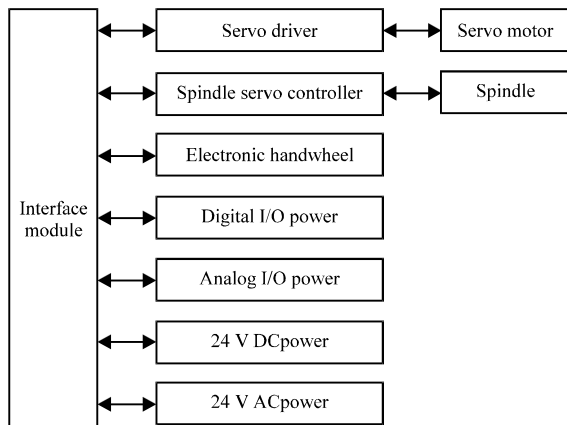 Servo driver
Servo motor
Spindle servo controller
Spindle
Electronic handwheel
Interface
module
Digital I/O power
Analog I/O power
24 V DCpower
24 V ACpower